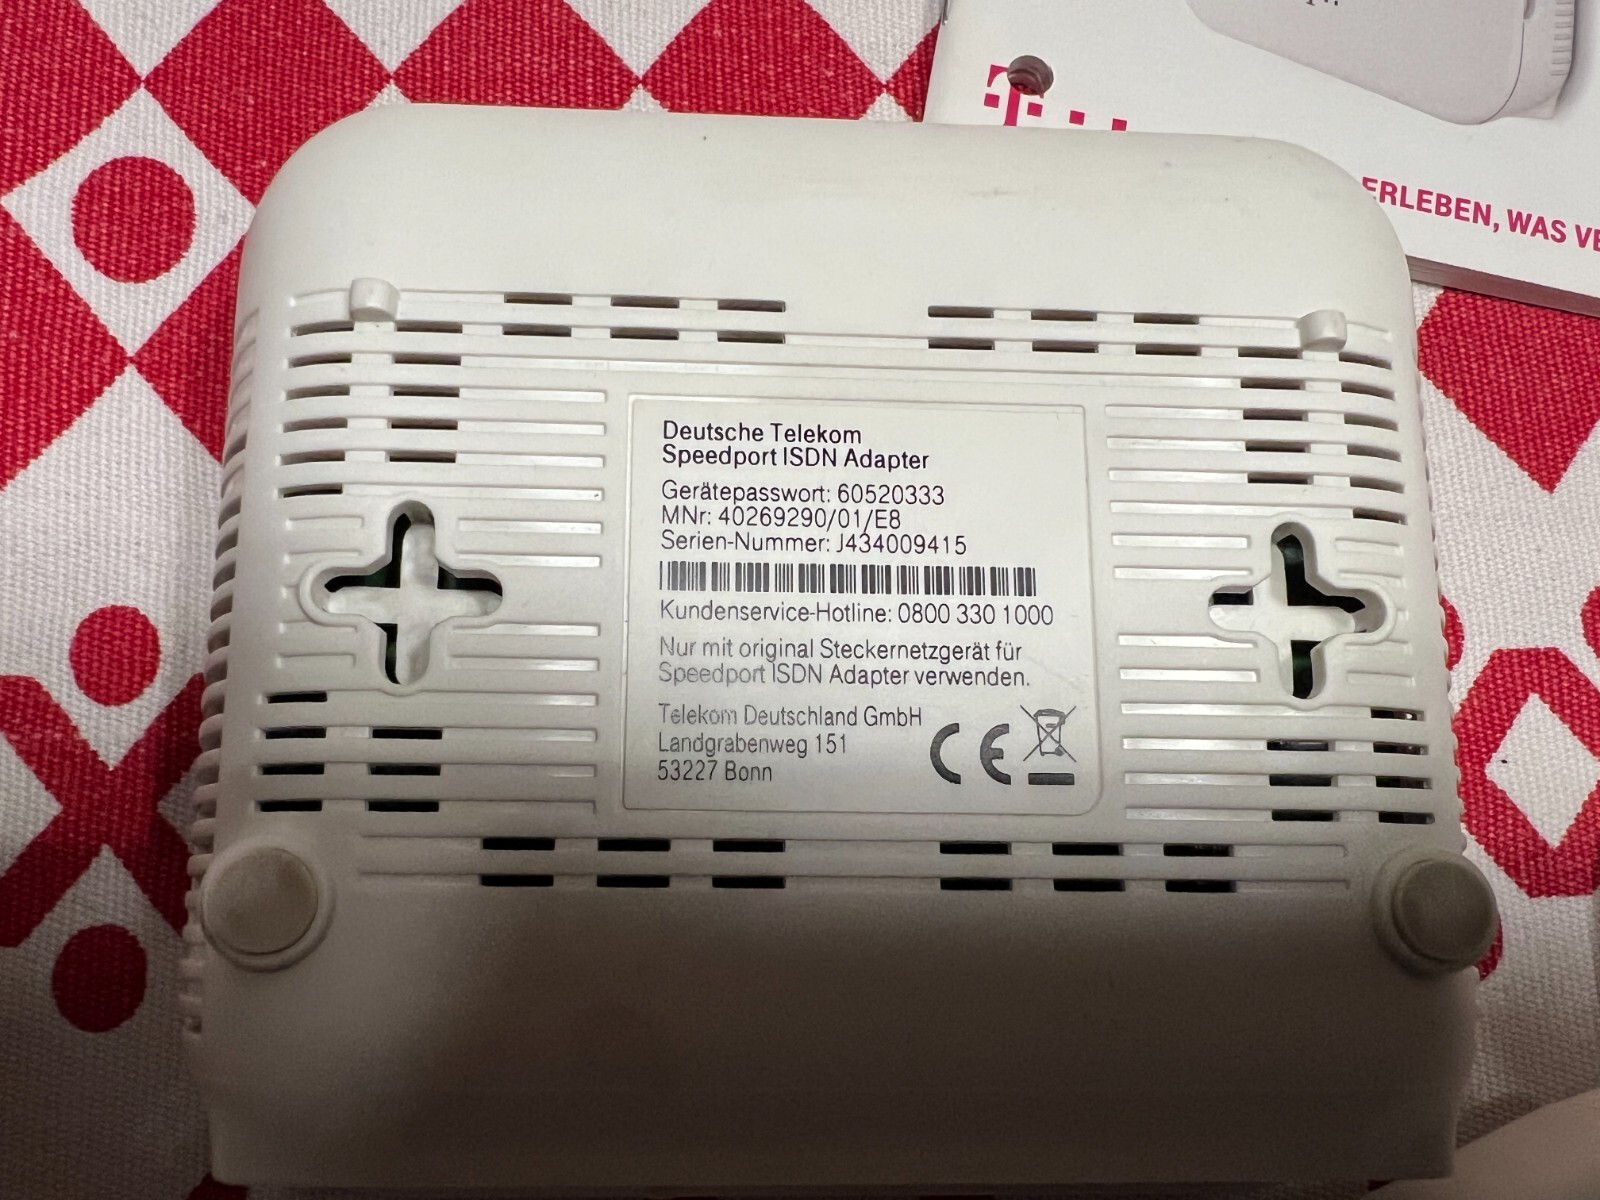 ERLEBEN, WAS
Deutsche Telekom
Speedport ISDN Adapter
Gerätepasswort: 60520333
MNr: 40269290/01/E8
Serien-Nummer: J434009415
Kundenservice-Hotline: 0800 330 1000
Nur mit original Steckernetzgerät für
Speedport ISDN Adapter verwenden.
Telekom Deutschland GmbH
Landgrabenweg 151
53227 Bonn
CE